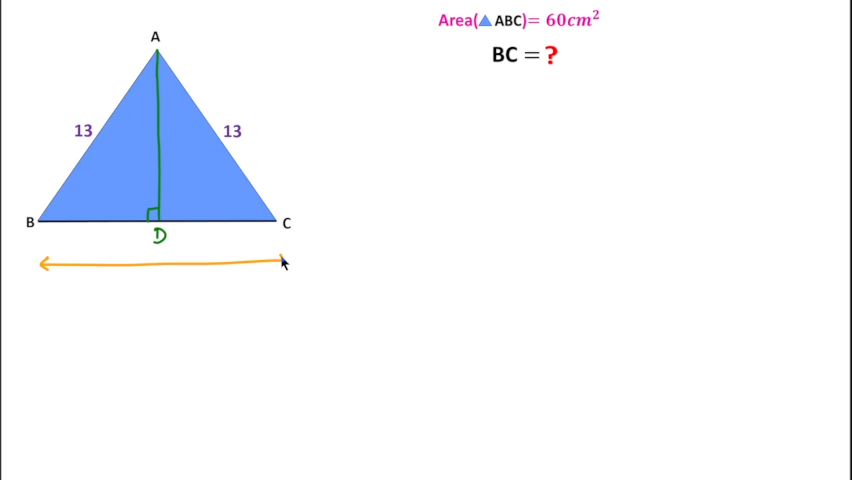 Area(▲ ABC)= 60cm²
BC = ?
A
13
13
B
C
D